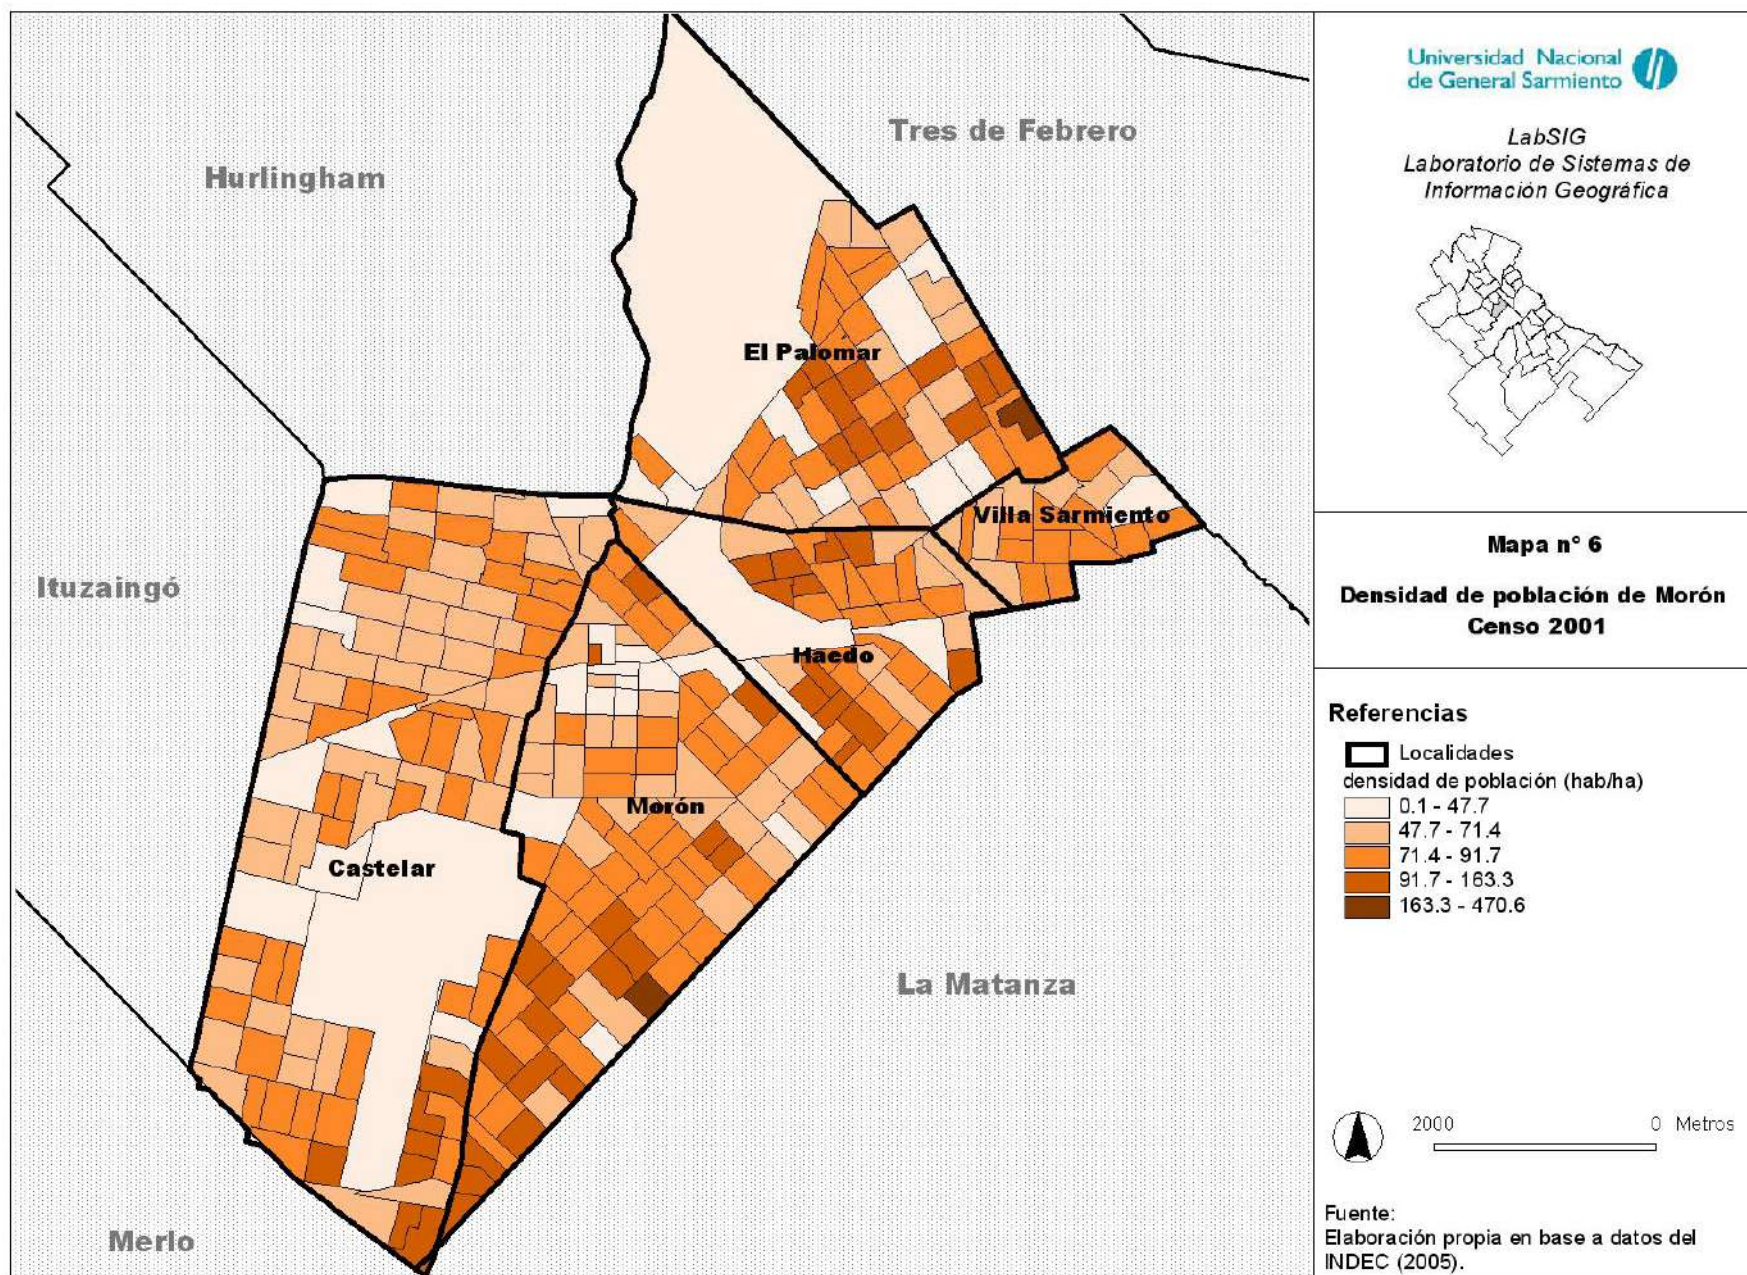 Universidad Nacional
de General Sarmiento
LabSIG
Laboratorio de Sistemas de
Información Geográfica
Mapa n° 6
Densidad de población de Morón
Censo 2001
Referencias
Localidades
densidad de población (hab/ha)
0.1 - 47.7
47.7 - 71.4
71.4 - 91.7
91.7 - 163.3
163.3 - 470.6
2000 0 Metros
Fuente:
Elaboración propia en base a datos del
INDEC (2005).
Tres de Febrero
Hurlingham
El Palomar
Villa Sarmiento
Ituzaingó
Haedo
Morón
Castelar
La Matanza
Merlo